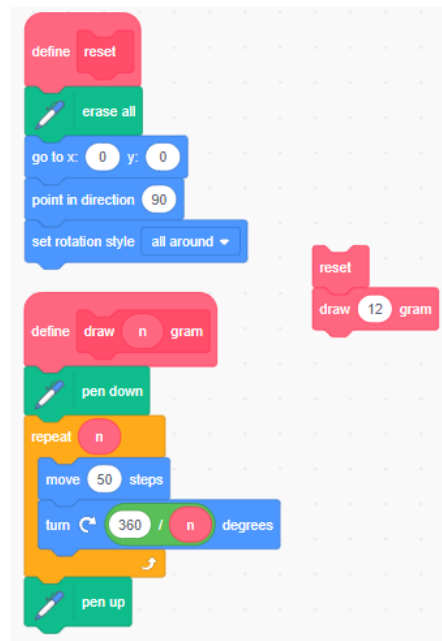 define reset
erase all
go to x: 0 y: 0
point in direction 90
set rotation style all around
define draw n gram
pen down
repeat n
move 50 steps
turn 360 / n degrees
pen up
reset
draw 12 gram